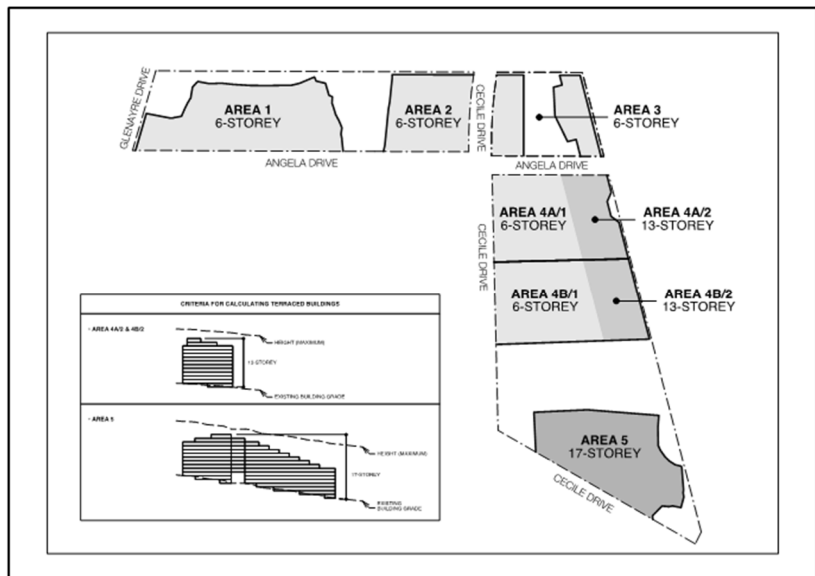 GLENAYRE DRIVE
AREA 1
6-STOREY
AREA 2
6-STOREY
CECILE DRIVE
AREA 3
6-STOREY
ANGELA DRIVE
ANGELA DRIVE
AREA 4A/1
6-STOREY
AREA 4A/2
13-STOREY
CECILE DRIVE
AREA 4B/1
6-STOREY
AREA 4B/2
13-STOREY
CRITERIA FOR CALCULATING TERRACED BUILDINGS
- AREA 4A/2 & 4B/2
HEIGHT (MAXIMUM)
EXISTING BUILDING GRADE
- AREA 5
HEIGHT (MAXIMUM)
17-STOREY
EXISTING
BUILDING GRADE
AREA 5
17-STOREY
CECILE DRIVE